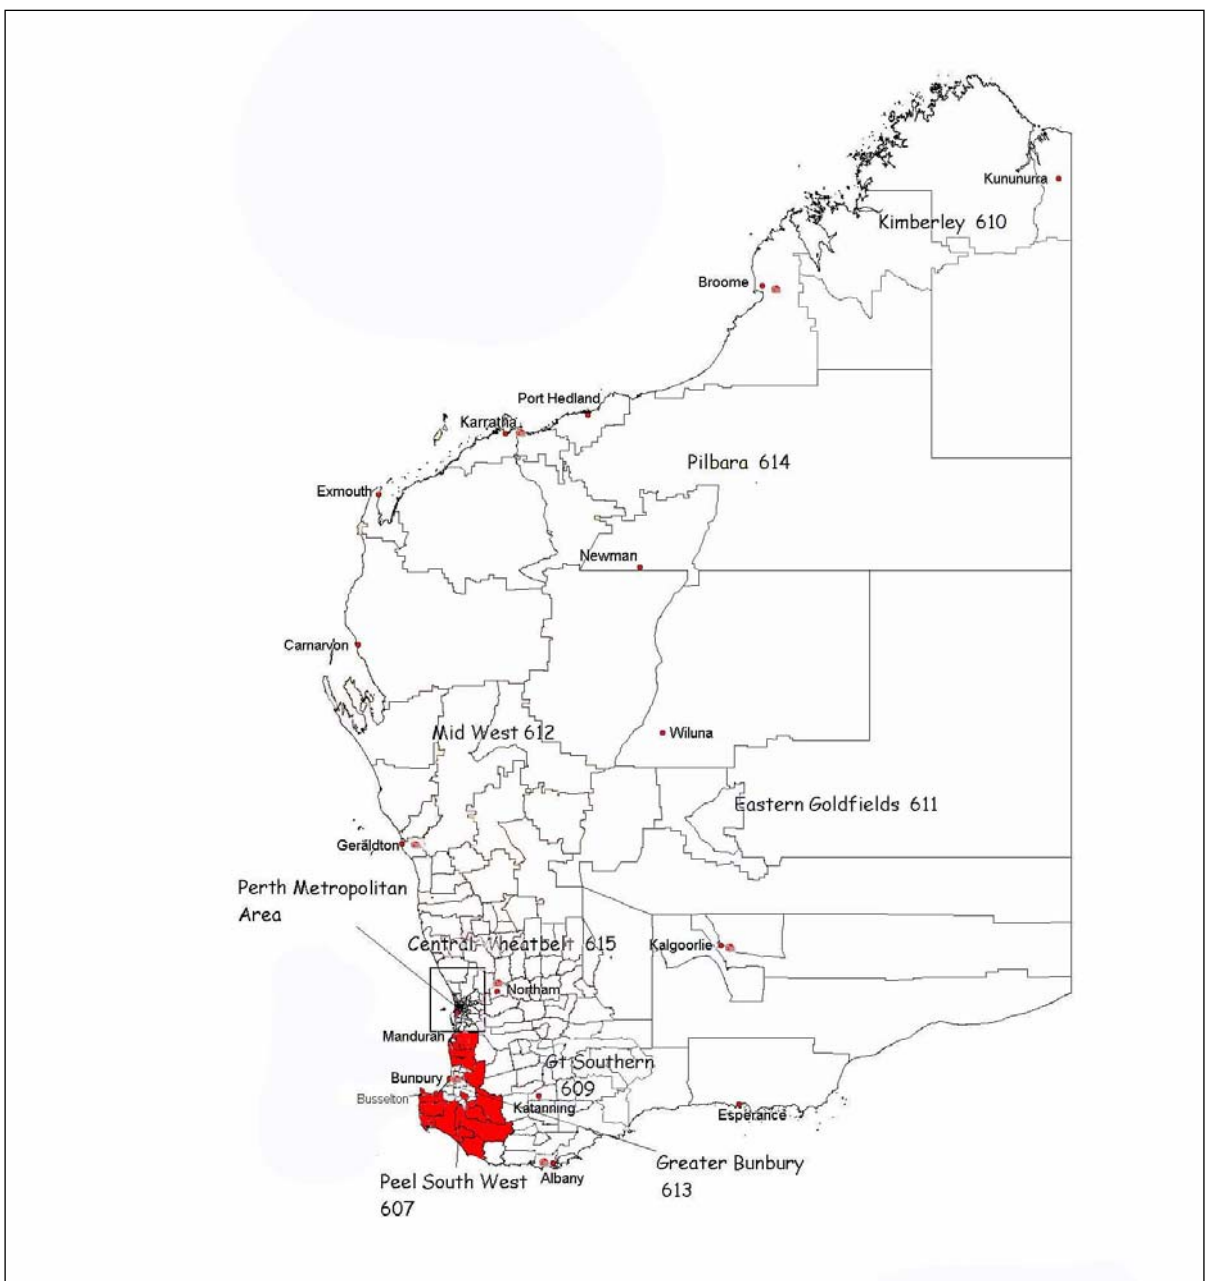 Kununurra
Kimberley 610
Broome
Port Hedland
Karratha
Pilbara 614
Exmouth
Newman
Carnarvon
Mid West 612
Wiluna
Eastern Goldfields 611
Geraldton
Perth Metropolitan
Area
Central Wheatbelt 615
Kalgoorlie
Northam
Mandurah
Gt Southern
609
Bunbury
Busselton
Katanning
Esperance
Greater Bunbury
613
Peel South West
607
Albany